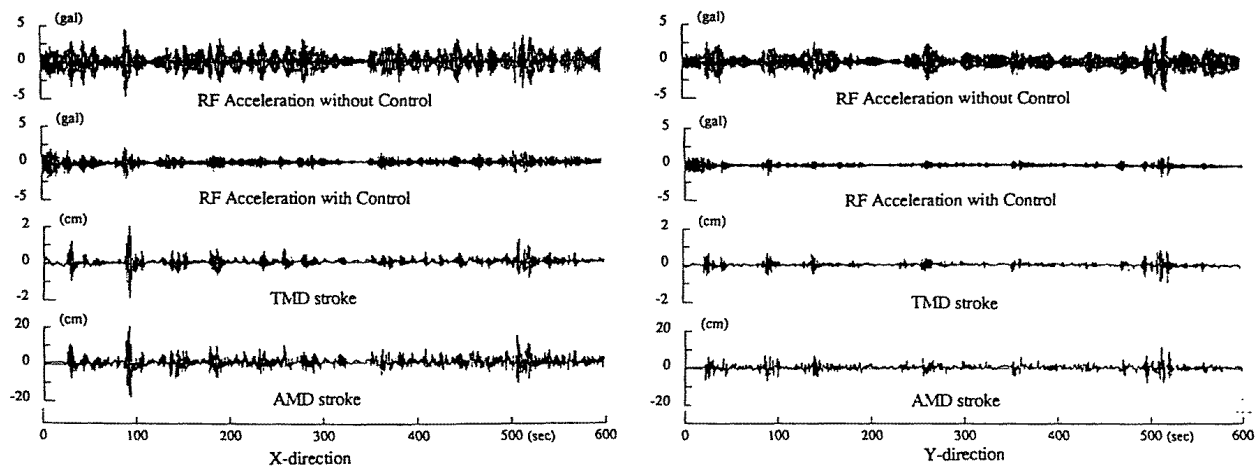 5 (gal)
0
-5
RF Acceleration without Control
5 (gal)
0
-5
RF Acceleration with Control
2 (cm)
0
-2
TMD stroke
20 (cm)
0
-20
AMD stroke
0 100 200 300 400 500 (sec) 600
X-direction
5 (gal)
0
-5
RF Acceleration without Control
5 (gal)
0
-5
RF Acceleration with Control
2 (cm)
0
-2
TMD stroke
20 (cm)
0
-20
AMD stroke
0 100 200 300 400 500 (sec) 600
Y-direction